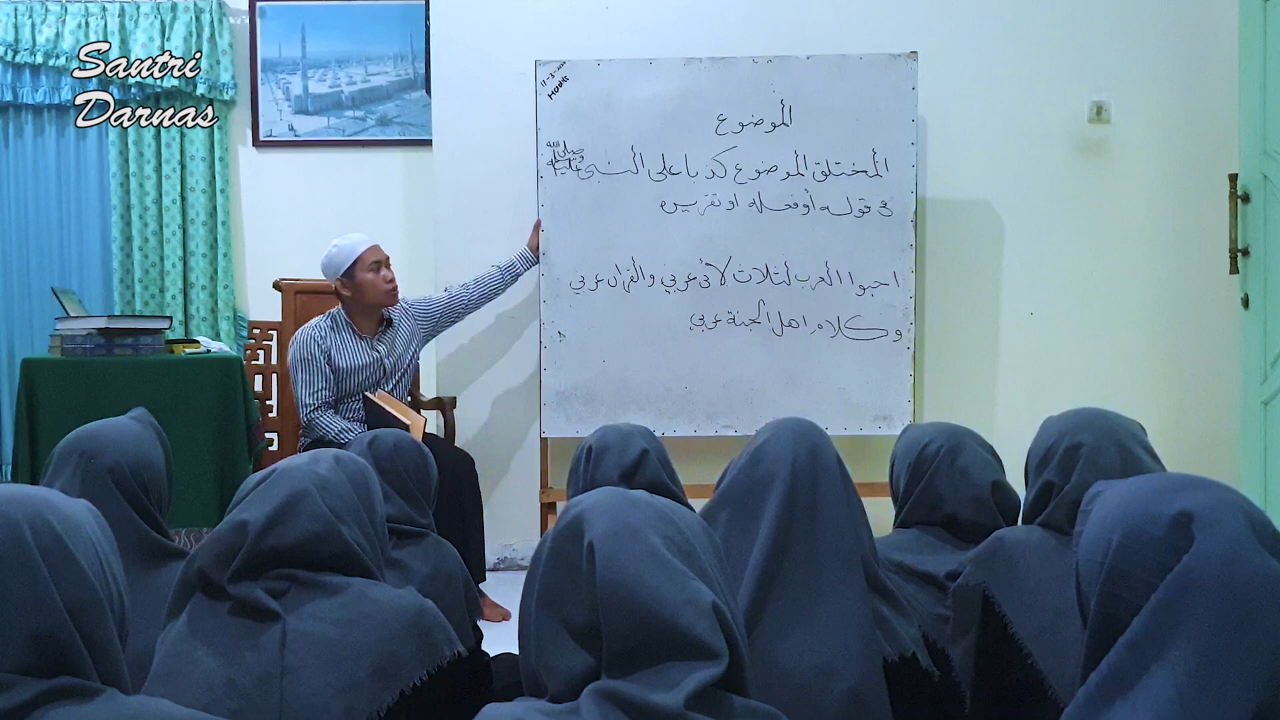 Santri
Darnas
الموضوع
المختلق الموضوع كذبا على النبي صلى الله عليه وسلم
في قوله أو فعله او تقريره
احبوا العرب لثلاث لأني عربي والقران عربي
وكلام اهل الجنة عربي